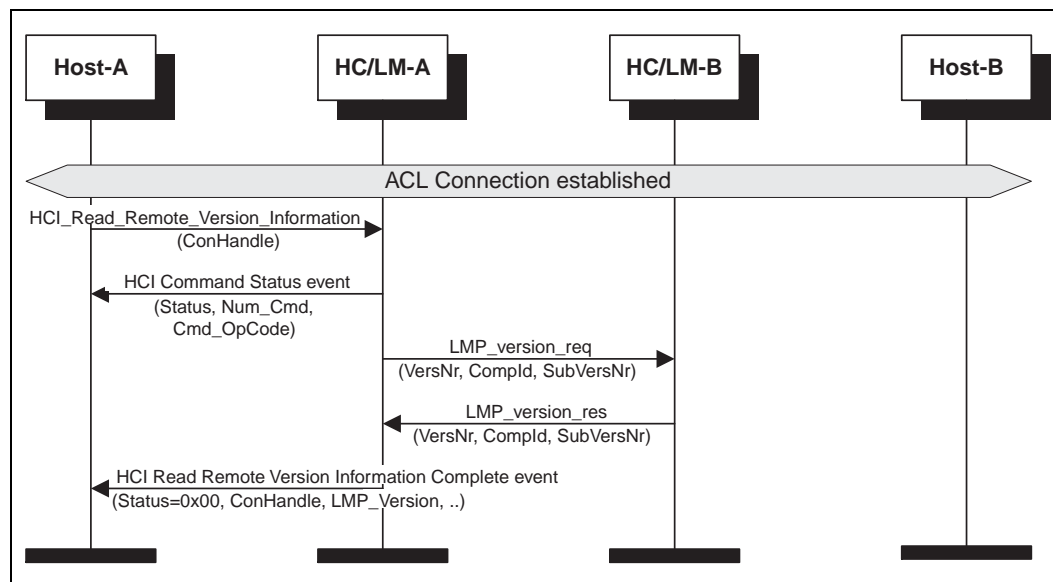 Host-A
HC/LM-A
HC/LM-B
Host-B
ACL Connection established
HCI_Read_Remote_Version_Information
(ConHandle)
HCI Command Status event
(Status, Num_Cmd,
Cmd_OpCode)
LMP_version_req
(VersNr, CompId, SubVersNr)
LMP_version_res
(VersNr, CompId, SubVersNr)
HCI Read Remote Version Information Complete event
(Status=0x00, ConHandle, LMP_Version, ..)